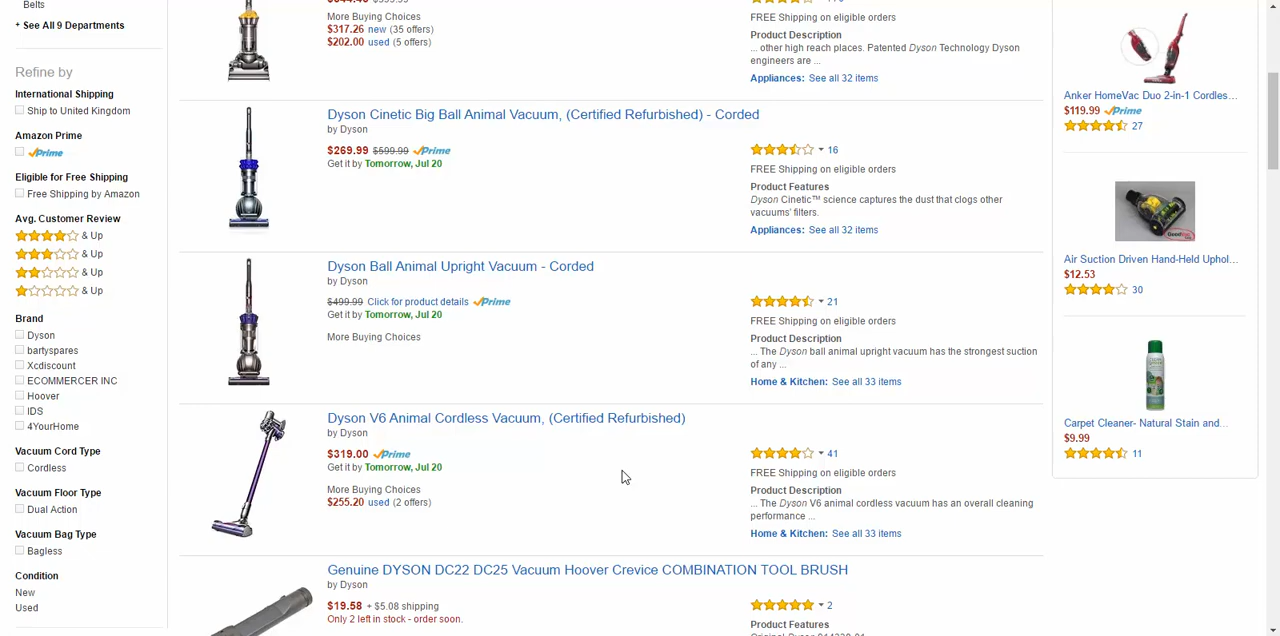 Belts
+ See All 9 Departments
Refine by
International Shipping
Ship to United Kingdom
Amazon Prime
Prime
Eligible for Free Shipping
Free Shipping by Amazon
Avg. Customer Review
& Up
& Up
& Up
& Up
Brand
Dyson
bartyspares
Xcdiscount
ECOMMERCER INC
Hoover
IDS
4YourHome
Vacuum Cord Type
Cordless
Vacuum Floor Type
Dual Action
Vacuum Bag Type
Bagless
Condition
New
Used
More Buying Choices
$317.26 new (35 offers)
$202.00 used (5 offers)
FREE Shipping on eligible orders
Product Description
... other high reach places. Patented Dyson Technology Dyson
engineers are ...
Appliances: See all 32 items
Dyson Cinetic Big Ball Animal Vacuum, (Certified Refurbished) - Corded
by Dyson
$269.99 $599.99 Prime
Get it by Tomorrow, Jul 20
16
FREE Shipping on eligible orders
Product Features
Dyson Cinetic™ science captures the dust that clogs other
vacuums' filters.
Appliances: See all 32 items
Dyson Ball Animal Upright Vacuum - Corded
by Dyson
$499.99 Click for product details Prime
Get it by Tomorrow, Jul 20
More Buying Choices
21
FREE Shipping on eligible orders
Product Description
... The Dyson ball animal upright vacuum has the strongest suction
of any ...
Home & Kitchen: See all 33 items
Dyson V6 Animal Cordless Vacuum, (Certified Refurbished)
by Dyson
$319.00 Prime
Get it by Tomorrow, Jul 20
More Buying Choices
$255.20 used (2 offers)
41
FREE Shipping on eligible orders
Product Description
... The Dyson V6 animal cordless vacuum has an overall cleaning
performance ...
Home & Kitchen: See all 33 items
Genuine DYSON DC22 DC25 Vacuum Hoover Crevice COMBINATION TOOL BRUSH
by Dyson
$19.58 + $5.08 shipping
Only 2 left in stock - order soon.
2
Product Features
Anker HomeVac Duo 2-in-1 Cordles...
$119.99 Prime
27
Air Suction Driven Hand-Held Uphol...
$12.53
30
Carpet Cleaner- Natural Stain and...
$9.99
11